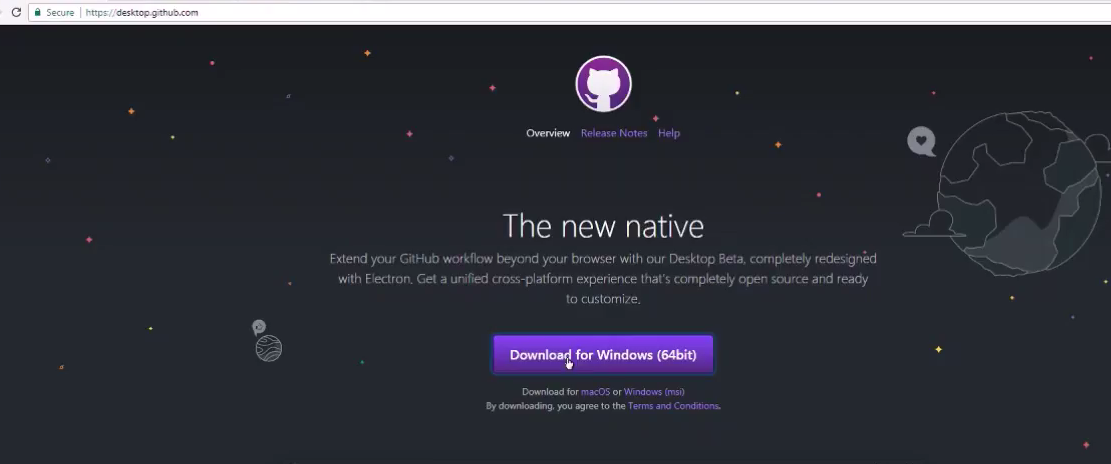 Secure | https://desktop.github.com
Overview Release Notes Help
The new native
Extend your GitHub workflow beyond your browser with our Desktop Beta, completely redesigned
with Electron. Get a unified cross-platform experience that's completely open source and ready
to customize.
Download for Windows (64bit)
Download for macOS or Windows (msi)
By downloading, you agree to the Terms and Conditions.